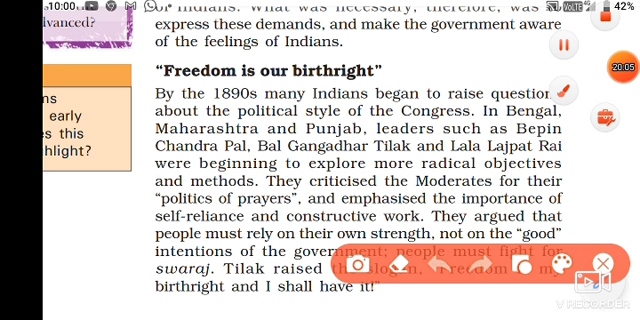 10:00
VOLTE
4G
42%
dvanced?
of Indians. What was necessary, therefore, was
express these demands, and make the government aware
of the feelings of Indians.
"Freedom is our birthright"
ms
early
es this
hlight?
By the 1890s many Indians began to raise question
about the political style of the Congress. In Bengal,
Maharashtra and Punjab, leaders such as Bepin
Chandra Pal, Bal Gangadhar Tilak and Lala Lajpat Rai
were beginning to explore more radical objectives
and methods. They criticised the Moderates for their
"politics of prayers", and emphasised the importance of
self-reliance and constructive work. They argued that
people must rely on their own strength, not on the "good"
intentions of the government; people must fight for
swaraj. Tilak raised the slogan, "Freedom is my
birthright and I shall have it!"
20:05
RECORDER